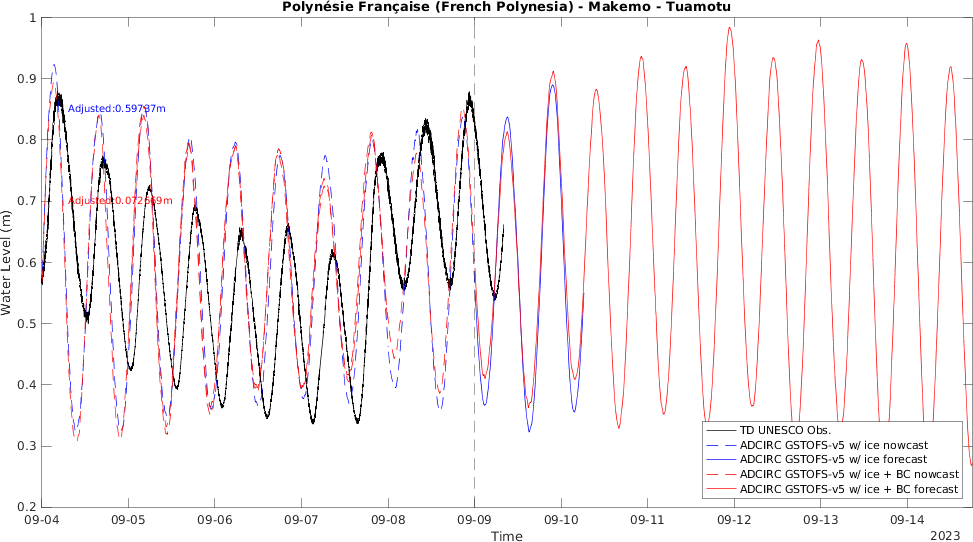 Polynésie Française (French Polynesia) - Makemo - Tuamotu
1
0.9
0.8
0.7
0.6
0.5
0.4
0.3
0.2
Water Level (m)
Adjusted:0.59737m
Adjusted:0.072669m
TD UNESCO Obs.
ADCIRC GSTOFS-v5 w/ ice nowcast
ADCIRC GSTOFS-v5 w/ ice forecast
ADCIRC GSTOFS-v5 w/ ice + BC nowcast
ADCIRC GSTOFS-v5 w/ ice + BC forecast
09-04 09-05 09-06 09-07 09-08 09-09 09-10 09-11 09-12 09-13 09-14
Time
2023